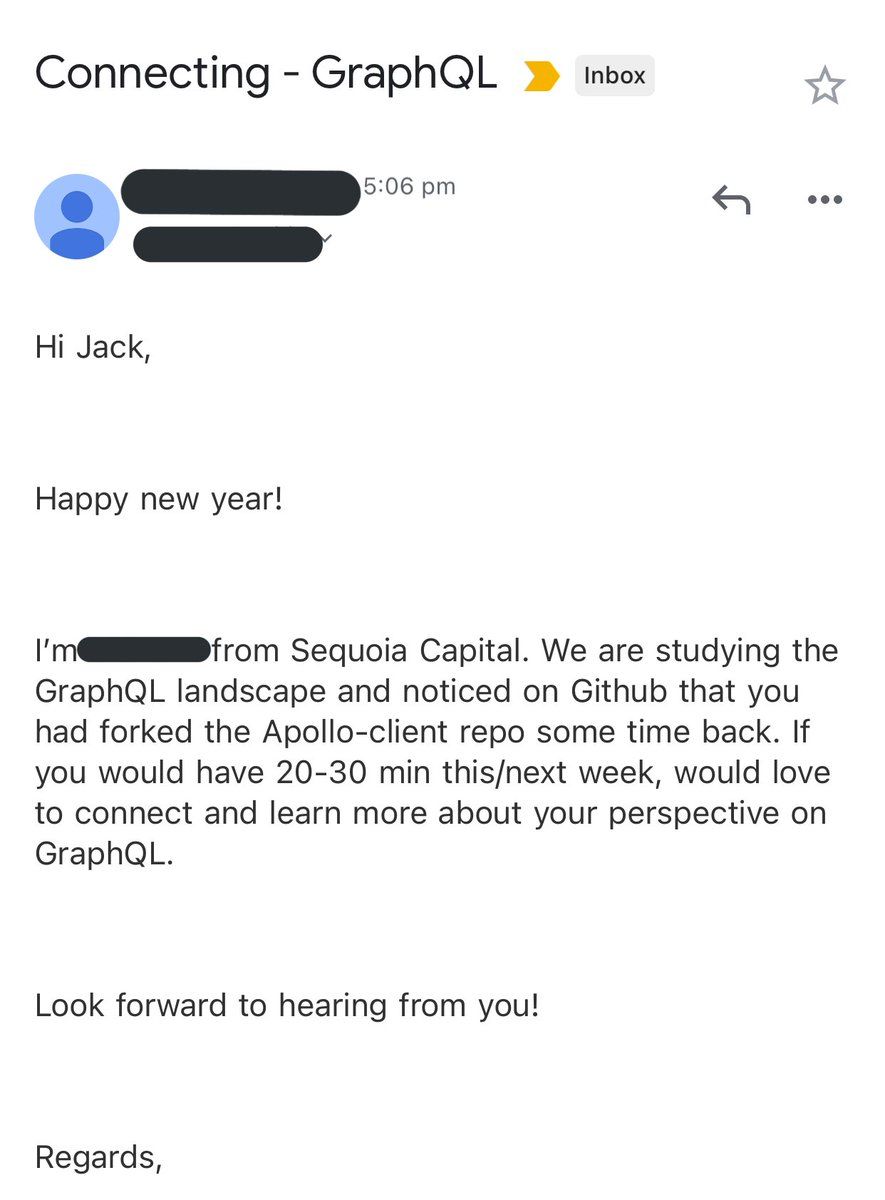 Connecting - GraphQL Inbox
5:06 pm
Hi Jack,
Happy new year!
I’m from Sequoia Capital. We are studying the
GraphQL landscape and noticed on Github that you
had forked the Apollo-client repo some time back. If
you would have 20-30 min this/next week, would love
to connect and learn more about your perspective on
GraphQL.
Look forward to hearing from you!
Regards,